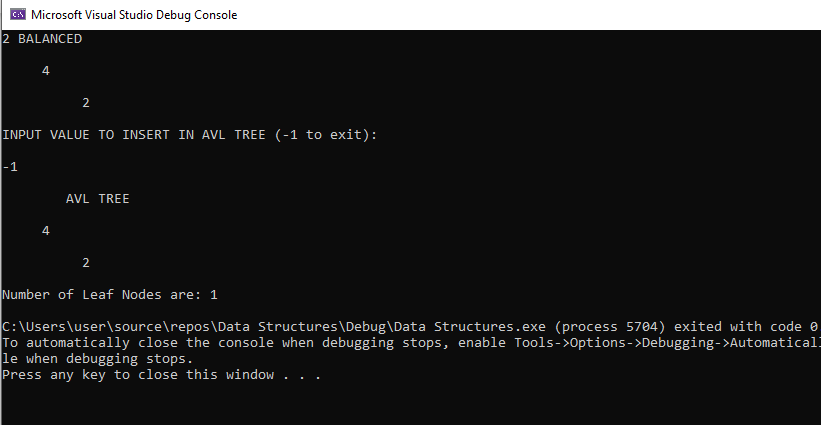 Microsoft Visual Studio Debug Console
2 BALANCED
4
2
INPUT VALUE TO INSERT IN AVL TREE (-1 to exit):
-1
AVL TREE
4
2
Number of Leaf Nodes are: 1
C:\Users\user\source\repos\Data Structures\Debug\Data Structures.exe (process 5704) exited with code 0
To automatically close the console when debugging stops, enable Tools->Options->Debugging->Automaticall
le when debugging stops.
Press any key to close this window . . .